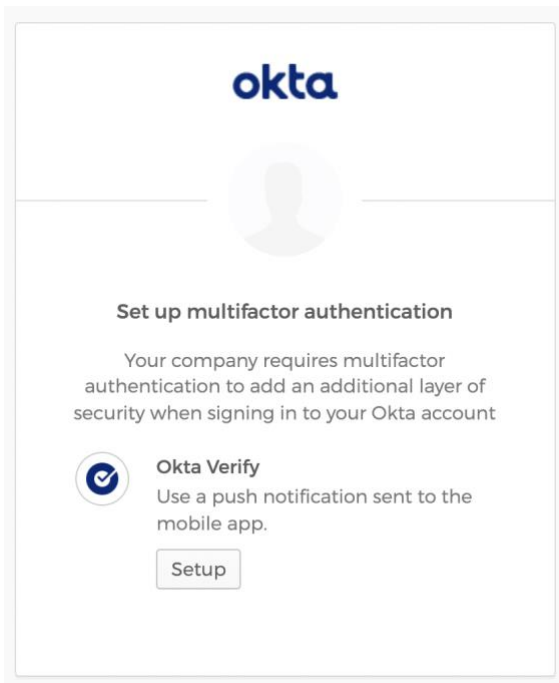 okta
Set up multifactor authentication
Your company requires multifactor
authentication to add an additional layer of
security when signing in to your Okta account
Okta Verify
Use a push notification sent to the
mobile app.
Setup